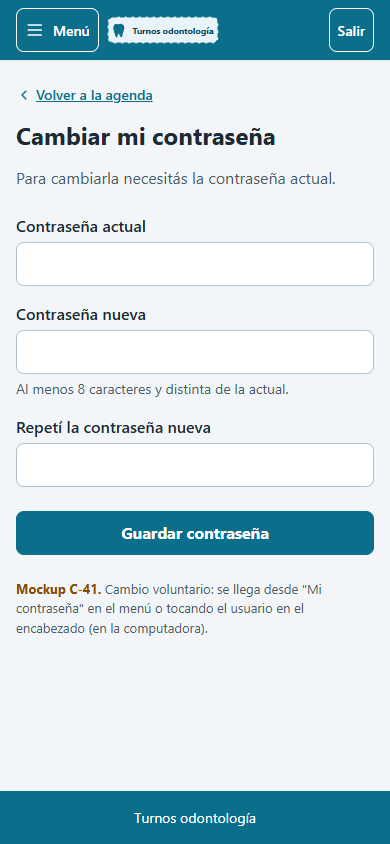 Menú
Turnos odontología
Salir
Volver a la agenda
Cambiar mi contraseña
Para cambiarla necesitás la contraseña actual.
Contraseña actual
Contraseña nueva
Al menos 8 caracteres y distinta de la actual.
Repetí la contraseña nueva
Guardar contraseña
Mockup C-41. Cambio voluntario: se llega desde "Mi
contraseña" en el menú o tocando el usuario en el
encabezado (en la computadora).
Turnos odontología